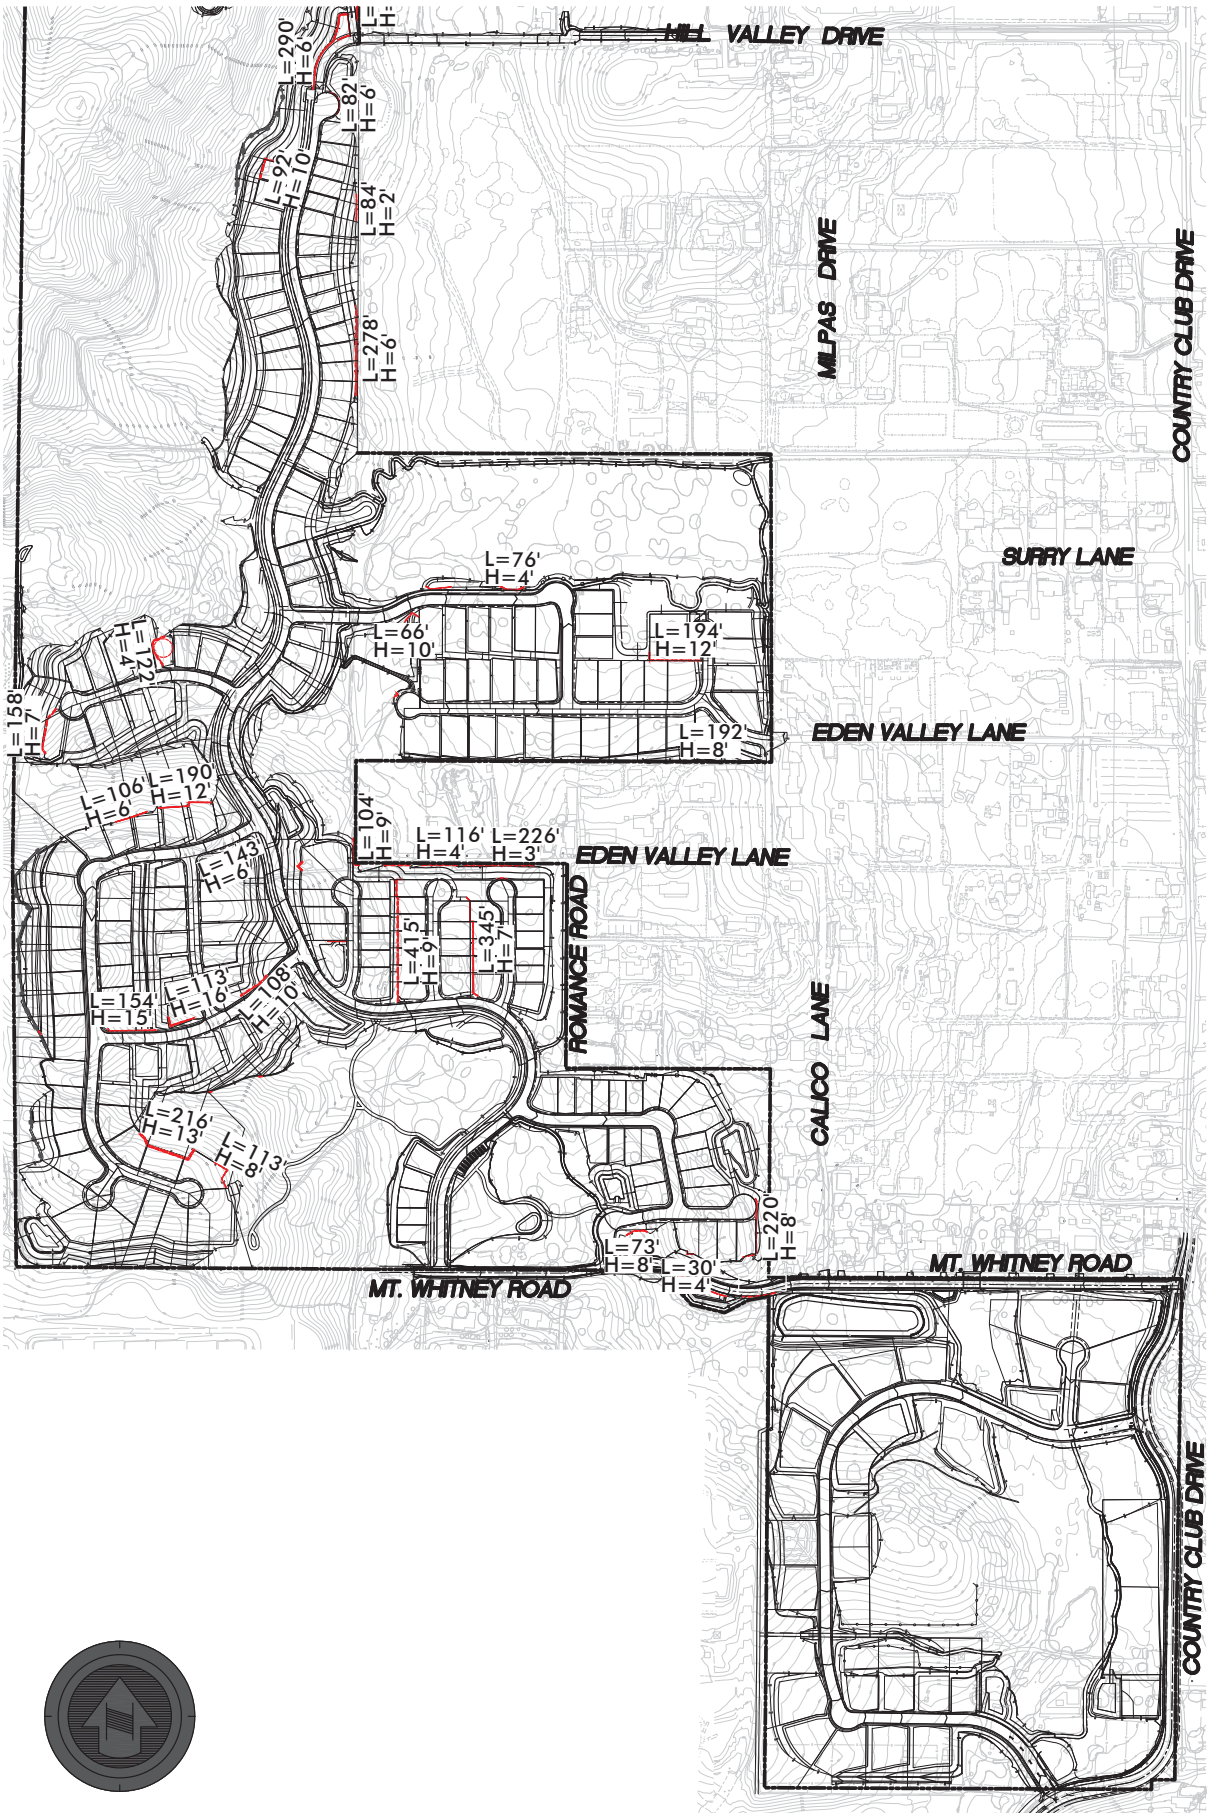 L=
H=
HILL VALLEY DRIVE
L=290'
H=6'
L=82'
H=6'
L=92'
H=10'
L=84'
H=2'
MILPAS DRIVE
COUNTRY CLUB DRIVE
L=278'
H=6'
SURRY LANE
L=76'
H=4'
L=66'
H=10'
L=194'
H=12'
L=122'
H=4'
L=158'
H=7'
L=192'
H=8'
EDEN VALLEY LANE
L=106'
H=6'
L=190'
H=12'
L=104'
H=9'
L=116'
H=4'
L=226'
H=3'
EDEN VALLEY LANE
L=143'
H=6'
ROMANCE ROAD
L=415'
H=9'
L=345'
H=7'
L=154'
H=15'
L=113'
H=16'
L=108'
H=10'
CALICO LANE
L=216'
H=13'
L=113'
H=8'
L=220'
H=8'
L=73'
H=8'
L=30'
H=4'
MT. WHITNEY ROAD
MT. WHITNEY ROAD
COUNTRY CLUB DRIVE